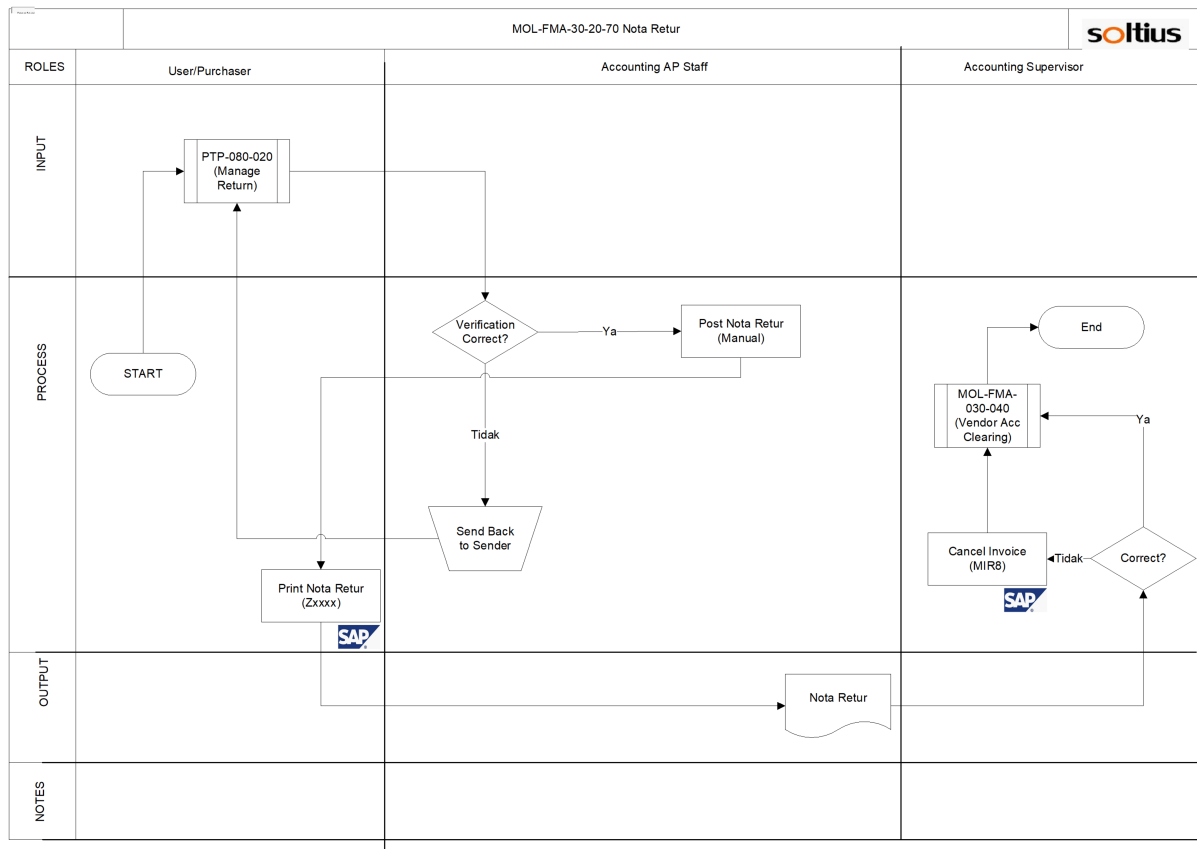 MOL-FMA-30-20-70 Nota Retur
soltius
ROLES
User/Purchaser
Accounting AP Staff
Accounting Supervisor
INPUT
PTP-080-020
(Manage
Return)
PROCESS
START
Verification
Correct?
Ya
Post Nota Retur
(Manual)
Tidak
Send Back
to Sender
Print Nota Retur
(Zxxxx)
SAP
End
MOL-FMA-
030-040
(Vendor Acc
Clearing)
Ya
Cancel Invoice
(MIR8)
SAP
Tidak
Correct?
OUTPUT
Nota Retur
NOTES